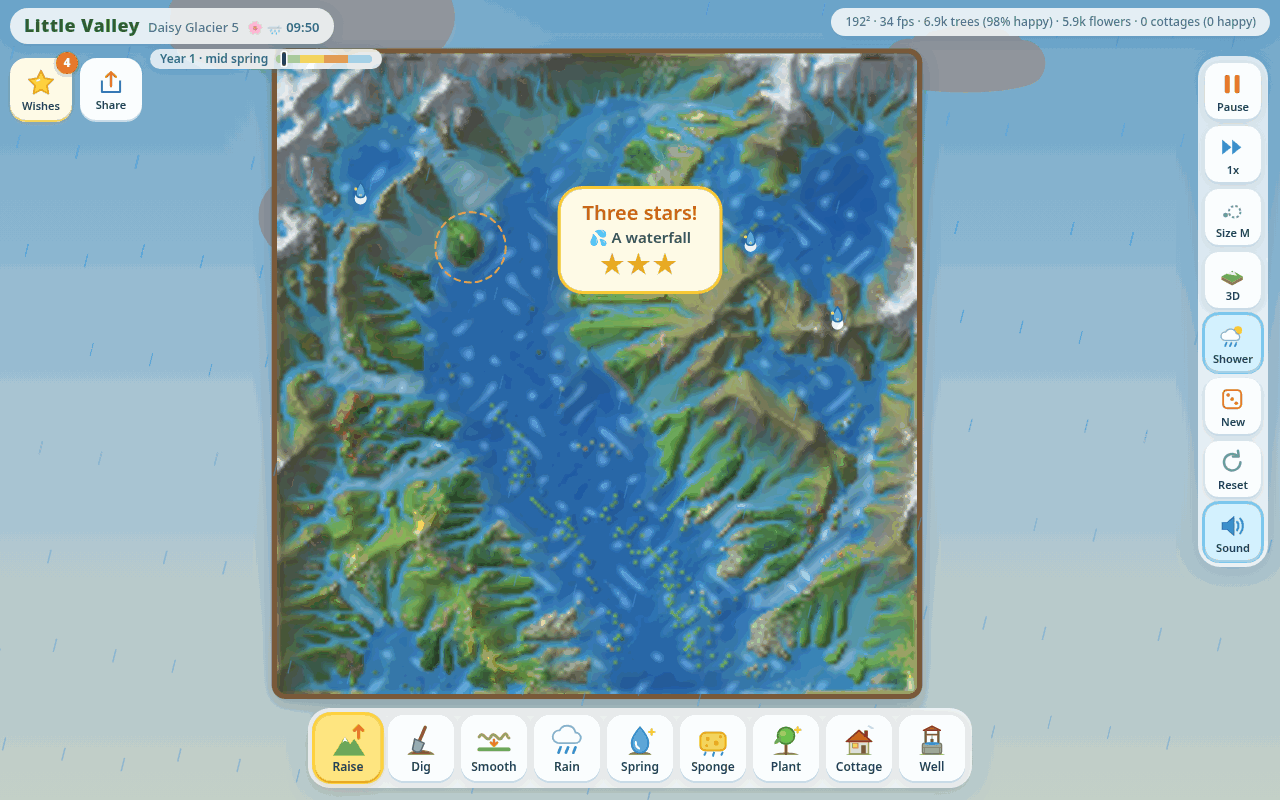 Little Valley Daisy Glacier 5 09:50
192² · 34 fps · 6.9k trees (98% happy) · 5.9k flowers · 0 cottages (0 happy)
Year 1 · mid spring
4
Wishes
Share
Three stars!
A waterfall
Pause
1x
Size M
3D
Shower
New
Reset
Sound
Raise
Dig
Smooth
Rain
Spring
Sponge
Plant
Cottage
Well